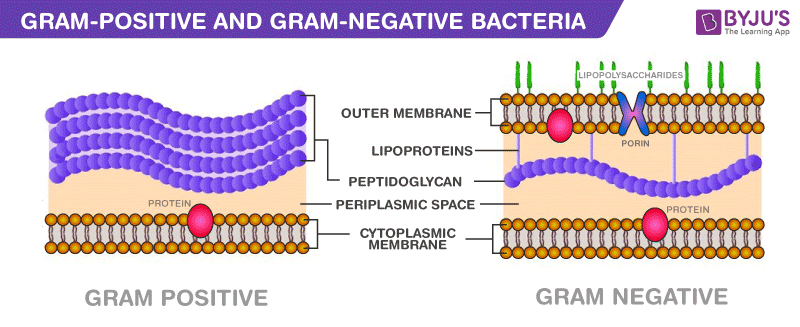 GRAM-POSITIVE AND GRAM-NEGATIVE BACTERIA
BYJU'S
The Learning App
LIPOPOLYSACCHARIDES
OUTER MEMBRANE
PORIN
LIPOPROTEINS
PEPTIDOGLYCAN
PROTEIN
PERIPLASMIC SPACE
PROTEIN
CYTOPLASMIC
MEMBRANE
GRAM POSITIVE
GRAM NEGATIVE